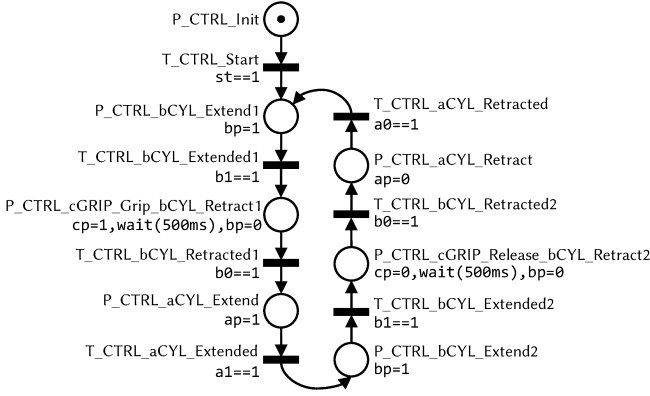 P_CTRL_Init
T_CTRL_Start
st==1
P_CTRL_bCYL_Extend1
bp=1
T_CTRL_bCYL_Extended1
b1==1
P_CTRL_cGRIP_Grip_bCYL_Retract1
cp=1,wait(500ms),bp=0
T_CTRL_bCYL_Retracted1
b0==1
P_CTRL_aCYL_Extend
ap=1
T_CTRL_aCYL_Extended
a1==1
T_CTRL_aCYL_Retracted
a0==1
P_CTRL_aCYL_Retract
ap=0
T_CTRL_bCYL_Retracted2
b0==1
P_CTRL_cGRIP_Release_bCYL_Retract2
cp=0,wait(500ms),bp=0
T_CTRL_bCYL_Extended2
b1==1
P_CTRL_bCYL_Extend2
bp=1